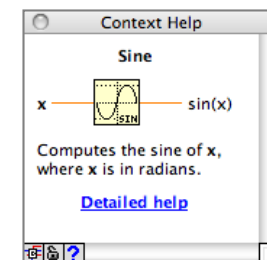 Context Help
Sine
x
SIN
sin(x)
Computes the sine of x,
where x is in radians.
Detailed help
?